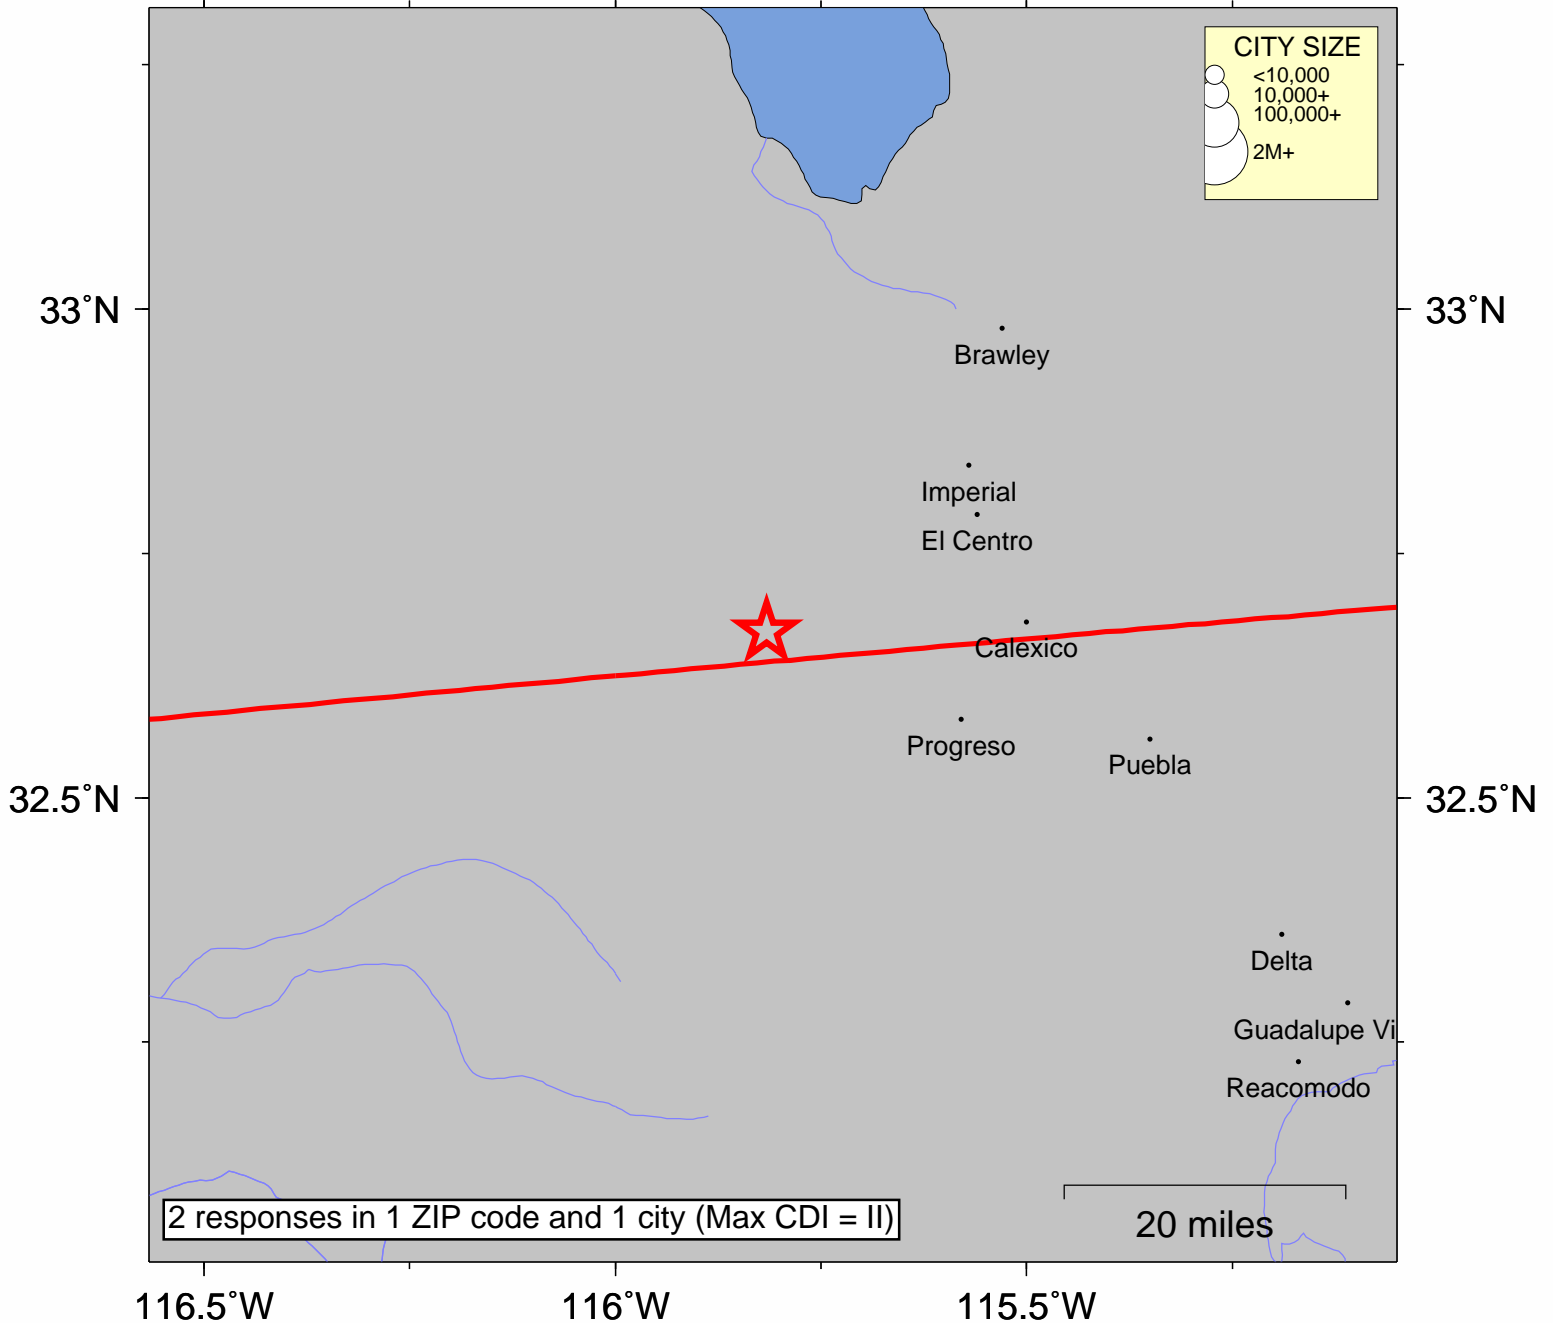 CITY SIZE
<10,000
10,000+
100,000+
2M+
33°N
33°N
Brawley
Imperial
El Centro
Calexico
Progreso
Puebla
32.5°N
32.5°N
Delta
Guadalupe Vi
Reacomodo
2 responses in 1 ZIP code and 1 city (Max CDI = II)
20 miles
116.5°W
116°W
115.5°W